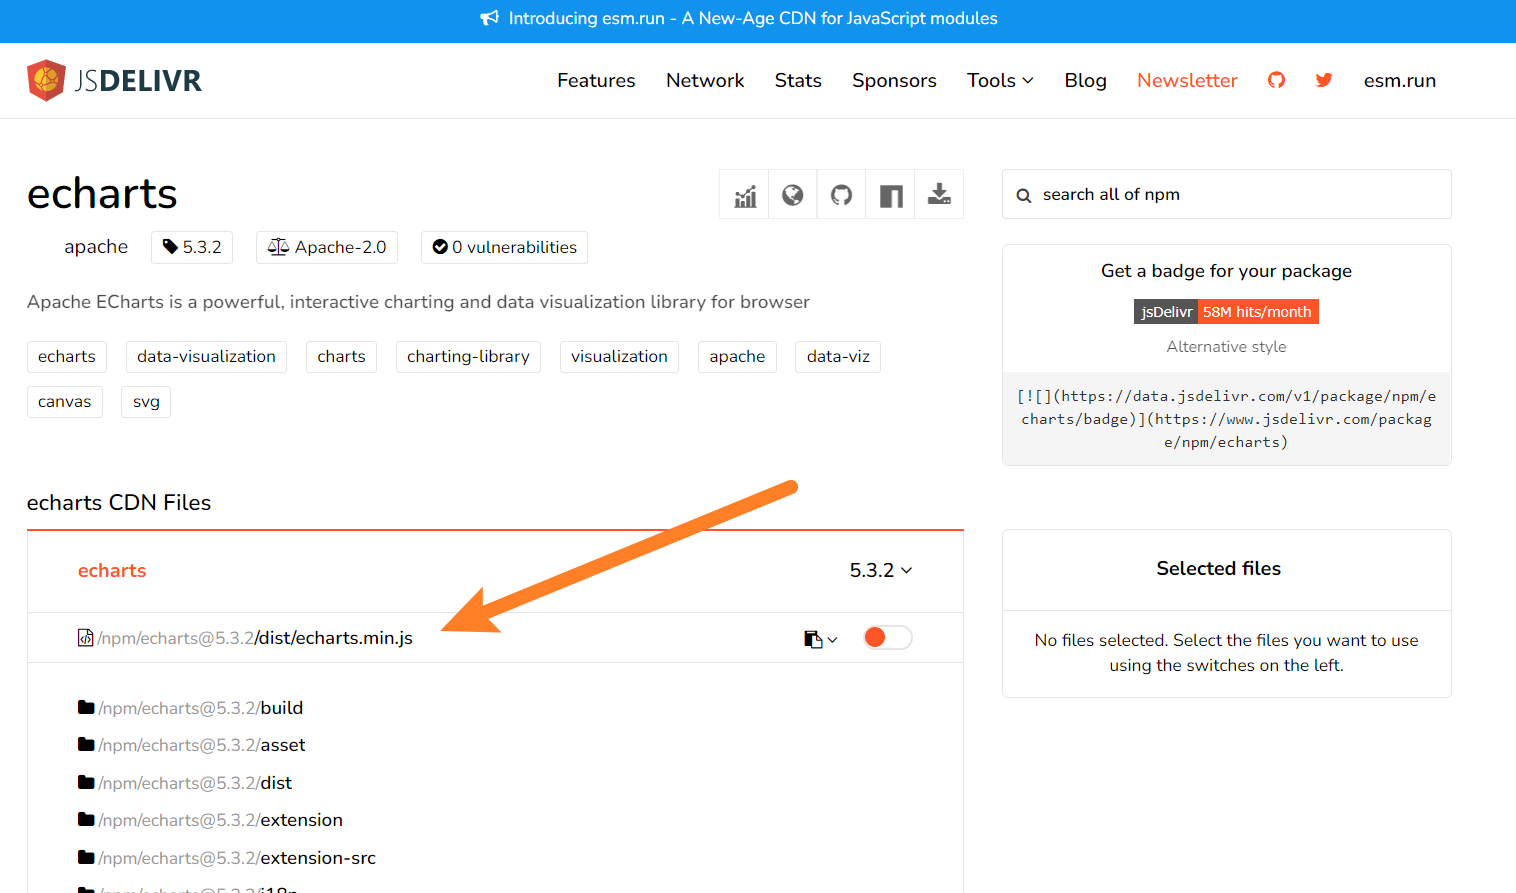 Introducing esm.run - A New-Age CDN for JavaScript modules
JSDELIVR
Features Network Stats Sponsors Tools Blog Newsletter esm.run
echarts
search all of npm
apache 5.3.2 Apache-2.0 0 vulnerabilities
Apache ECharts is a powerful, interactive charting and data visualization library for browser
echarts data-visualization charts charting-library visualization apache data-viz
canvas svg
Get a badge for your package
jsDelivr 58M hits/month
Alternative style
[![](https://data.jsdelivr.com/v1/package/npm/e
charts/badge)](https://www.jsdelivr.com/packag
e/npm/echarts)
echarts CDN Files
echarts 5.3.2
/npm/echarts@5.3.2/dist/echarts.min.js
/npm/echarts@5.3.2/build
/npm/echarts@5.3.2/asset
/npm/echarts@5.3.2/dist
/npm/echarts@5.3.2/extension
/npm/echarts@5.3.2/extension-src
/npm/echarts@5.3.2/i18n
Selected files
No files selected. Select the files you want to use
using the switches on the left.